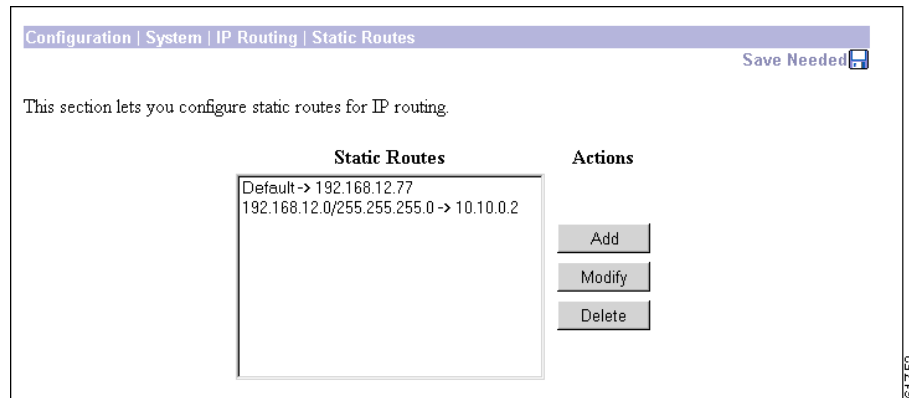 Configuration | System | IP Routing | Static Routes
Save Needed
This section lets you configure static routes for IP routing.
Static Routes Actions
Default -> 192.168.12.77
192.168.12.0/255.255.255.0 -> 10.10.0.2
Add
Modify
Delete